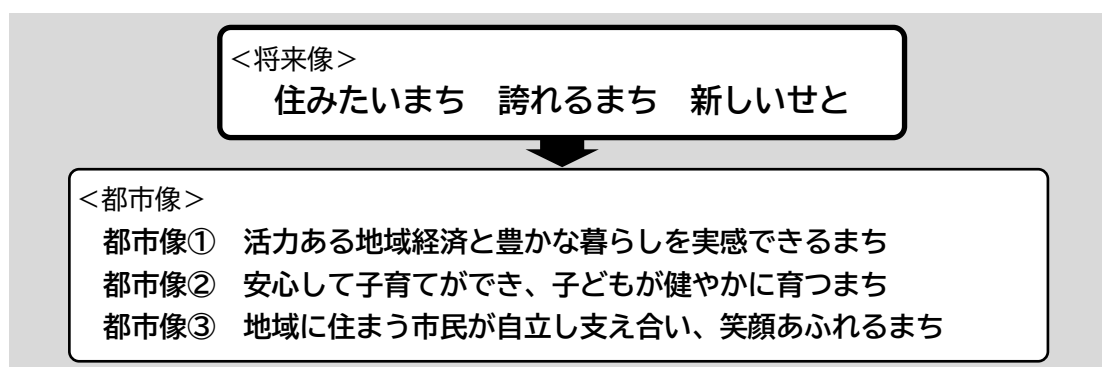 ＜将来像＞
住みたいまち　誇れるまち　新しいせと
＜都市像＞
都市像①　活力ある地域経済と豊かな暮らしを実感できるまち
都市像②　安心して子育てができ、子どもが健やかに育つまち
都市像③　地域に住まう市民が自立し支え合い、笑顔あふれるまち